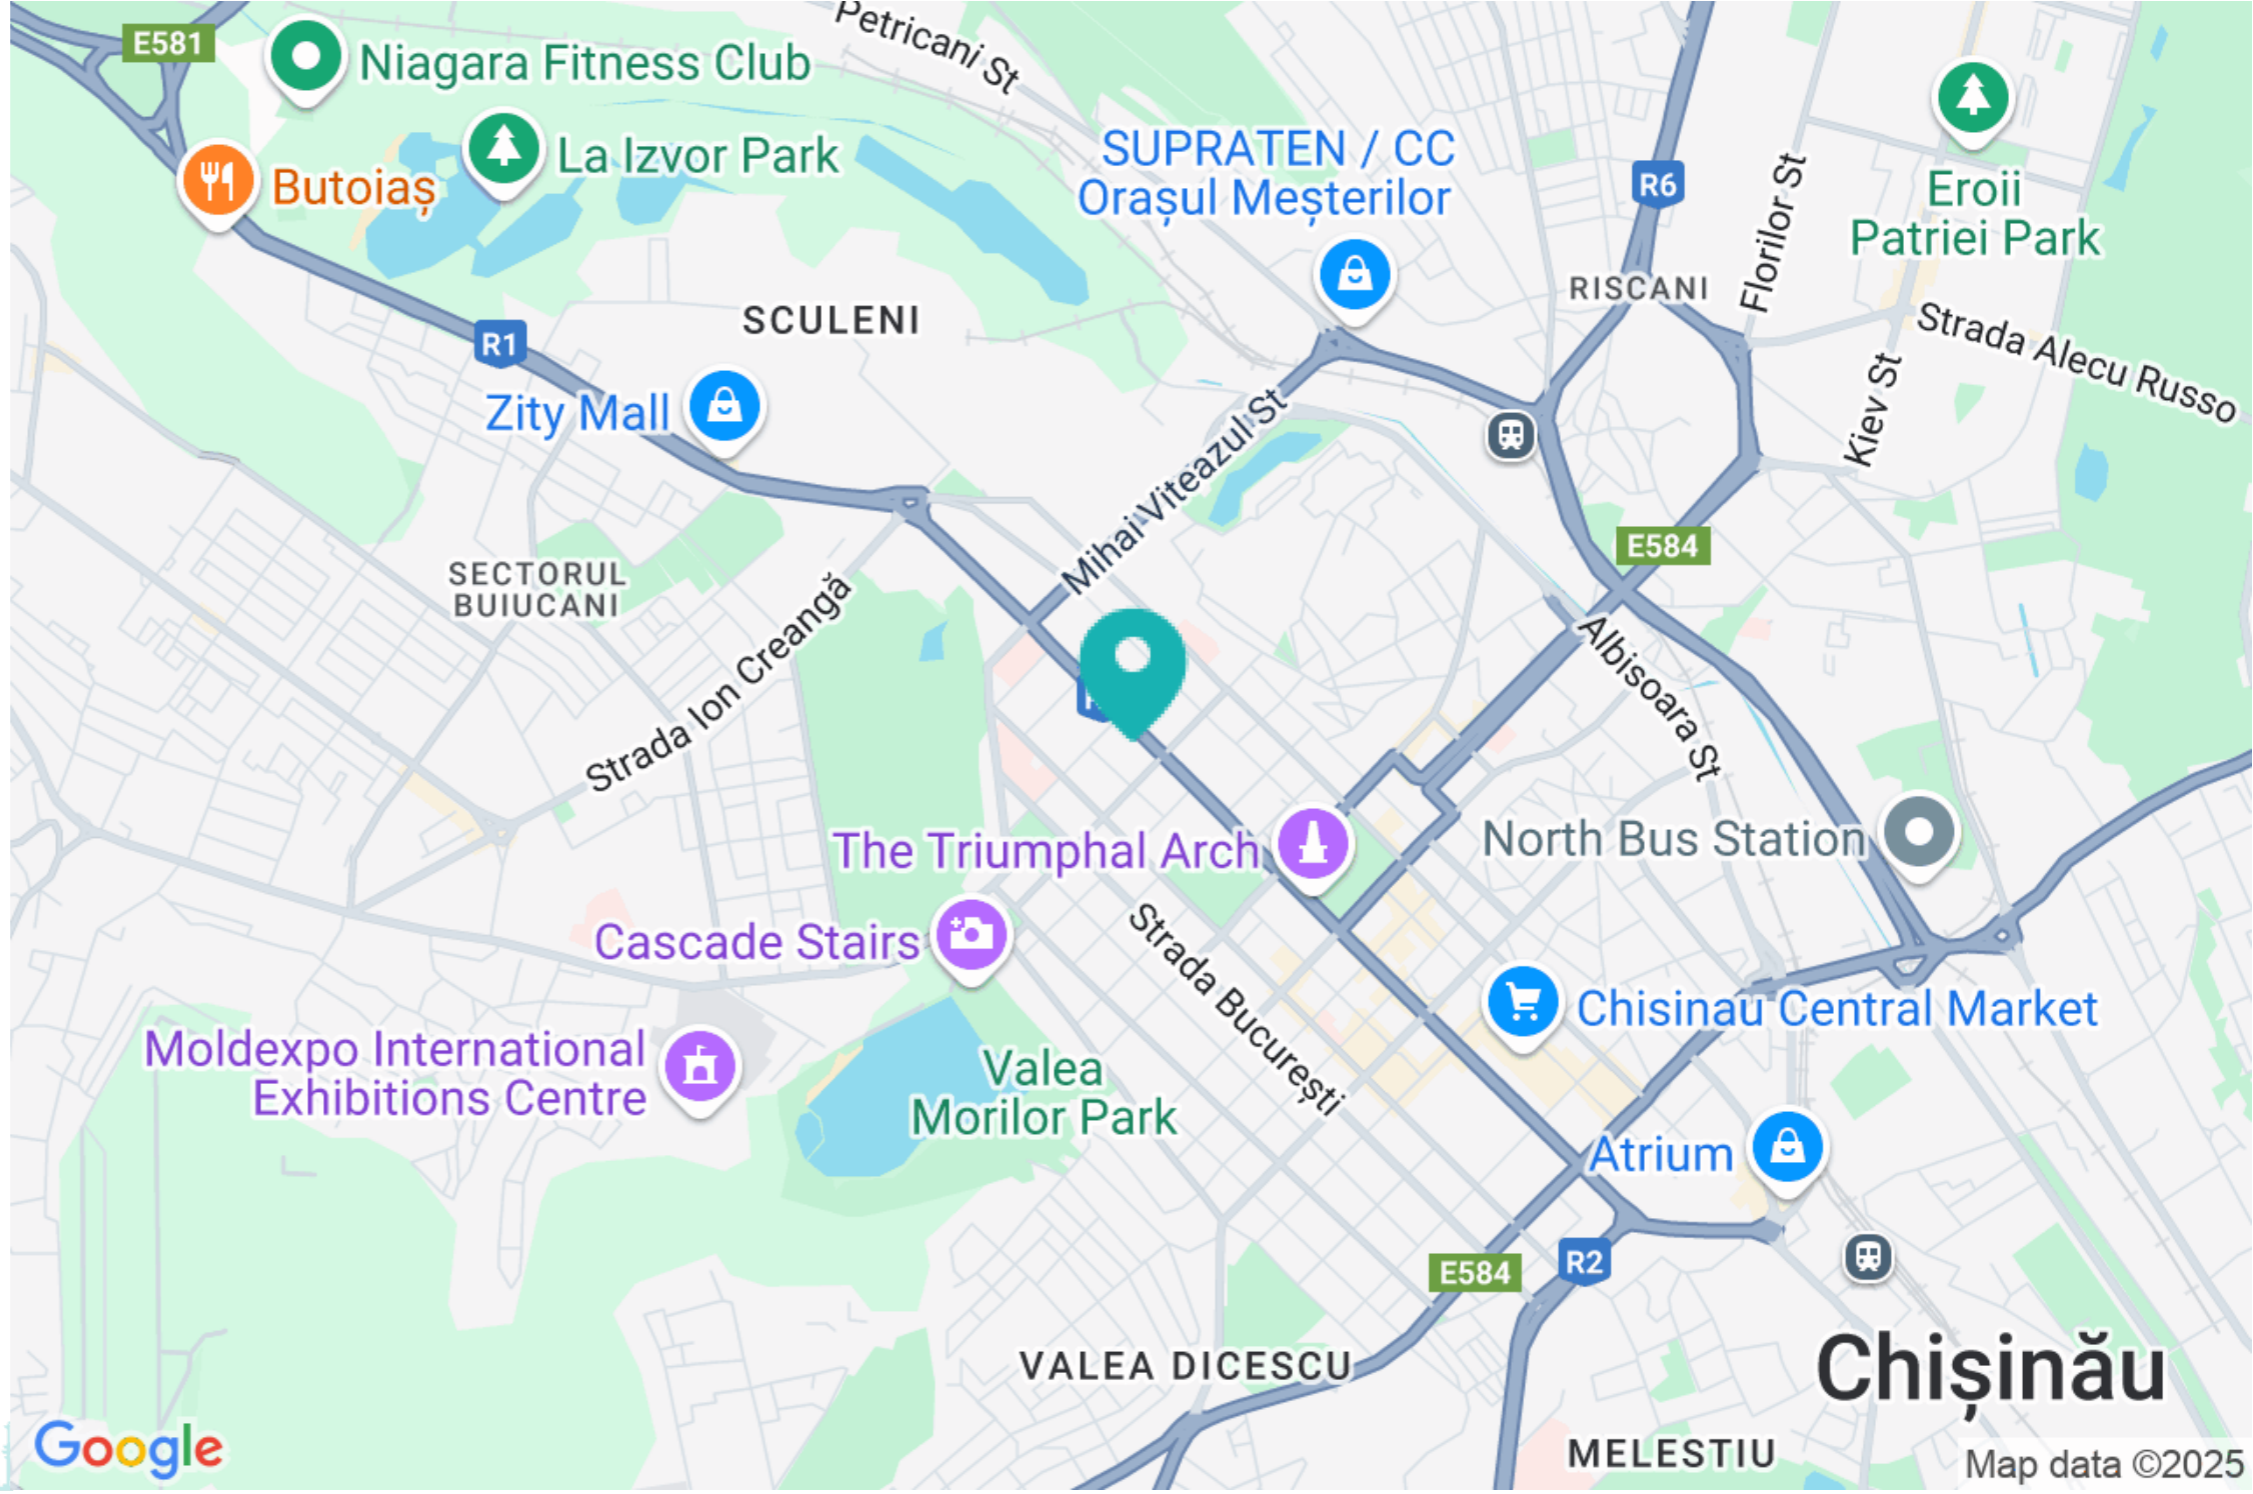 E581
Niagara Fitness Club
Petricani St
La Izvor Park
Butoiaș
SUPRATEN / CC
Orașul Meșterilor
R6
Florilor St
Eroii
Patriei Park
RISCANI
SCULENI
R1
Strada Alecu Russo
Zity Mall
Kiev St
Mihai Viteazul St
E584
SECTORUL
BUIUCANI
Strada Ion Creangă
Albisoara St
The Triumphal Arch
North Bus Station
Cascade Stairs
Strada București
Chisinau Central Market
Moldexpo International
Exhibitions Centre
Valea
Morilor Park
Atrium
E584
R2
VALEA DICESCU
Chișinău
MELESTIU
Google
Map data ©2025